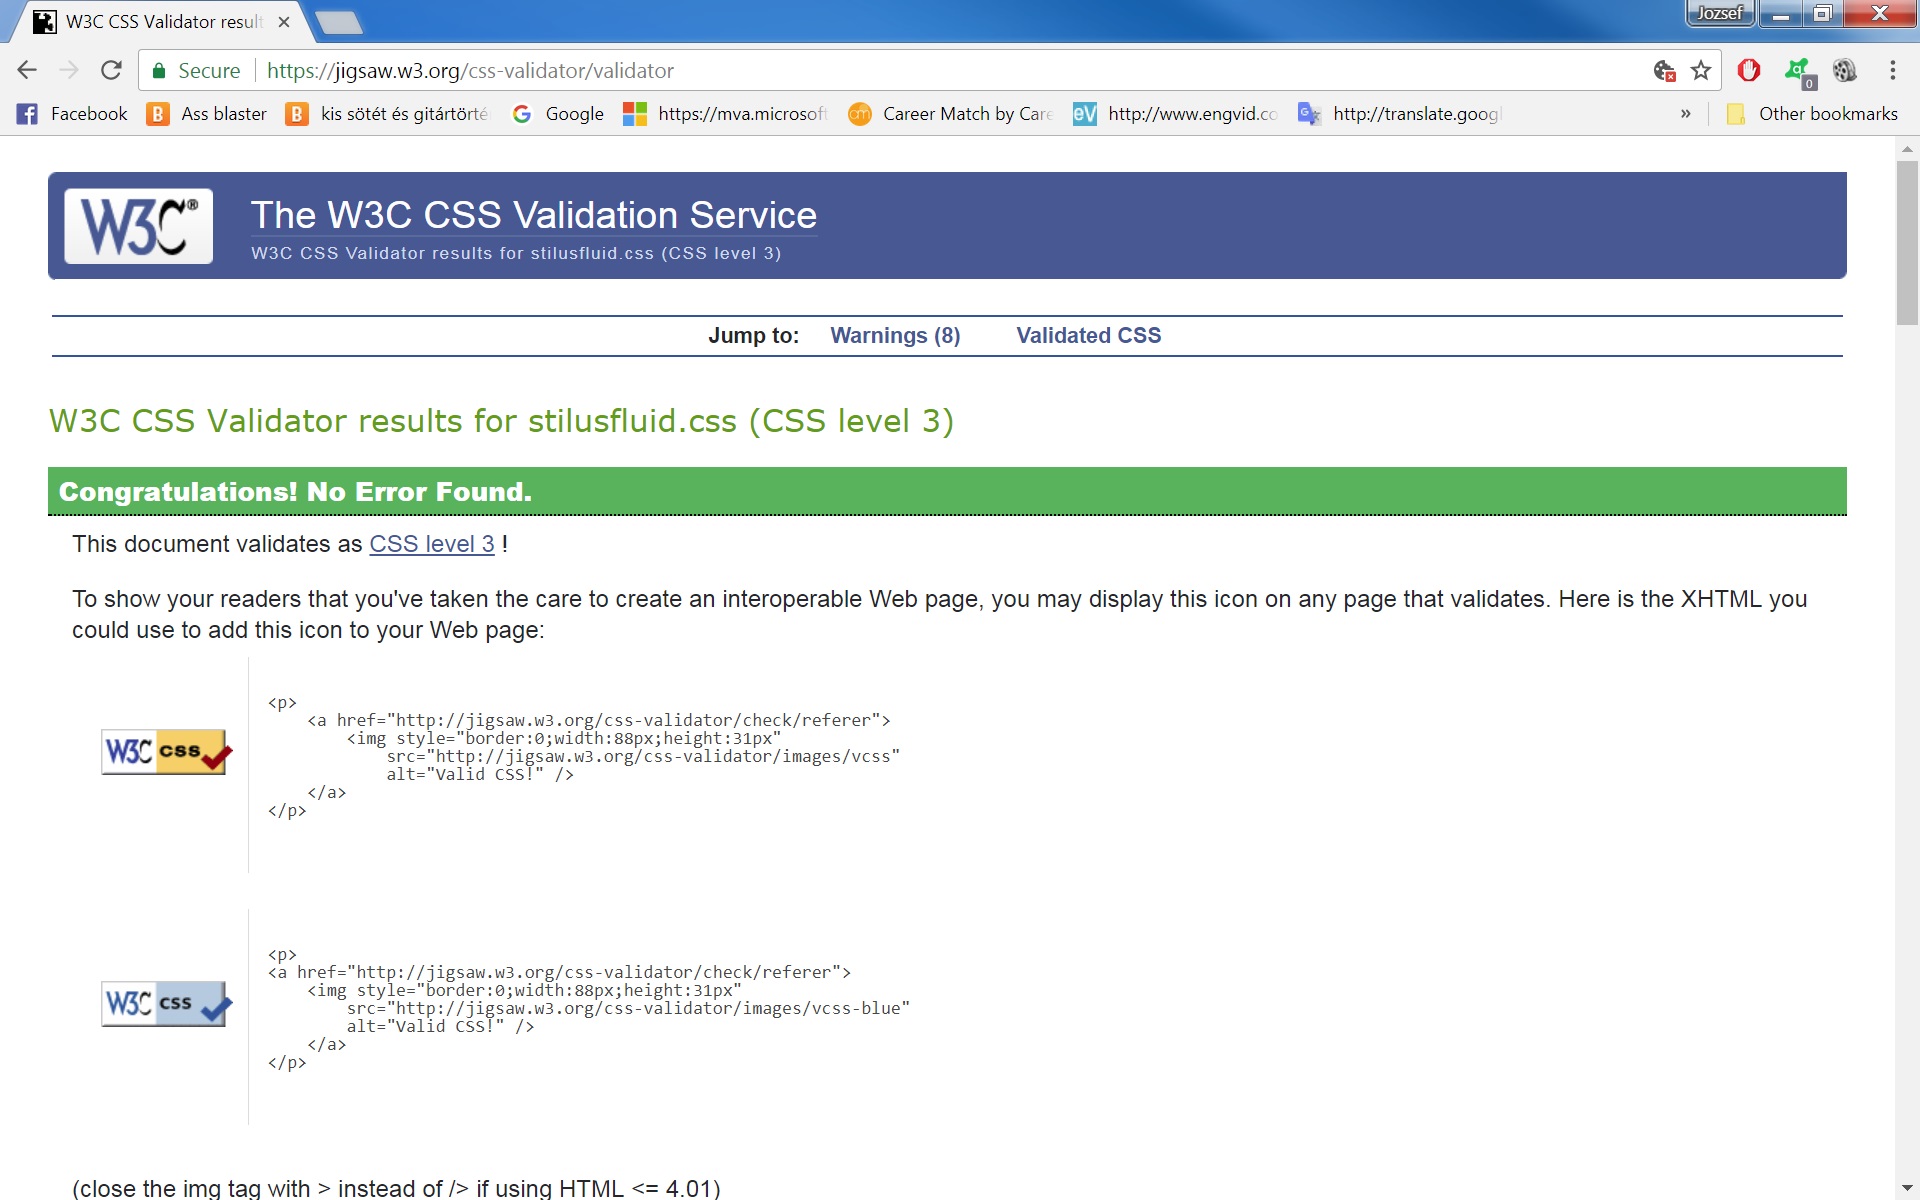 W3C CSS Validator result
Jozsef
Secure https://jigsaw.w3.org/css-validator/validator
0
Facebook Ass blaster kis sötét és gitártörté Google https://mva.microsoft Career Match by Care http://www.engvid.co http://translate.googl » Other bookmarks
W3C® The W3C CSS Validation Service
W3C CSS Validator results for stilusfluid.css (CSS level 3)
Jump to: Warnings (8) Validated CSS
W3C CSS Validator results for stilusfluid.css (CSS level 3)
Congratulations! No Error Found.
This document validates as CSS level 3 !
To show your readers that you've taken the care to create an interoperable Web page, you may display this icon on any page that validates. Here is the XHTML you
could use to add this icon to your Web page:
W3C css
<p>
<a href="http://jigsaw.w3.org/css-validator/check/referer">
<img style="border:0;width:88px;height:31px"
src="http://jigsaw.w3.org/css-validator/images/vcss"
alt="Valid CSS!" />
</a>
</p>
W3C css
<p>
<a href="http://jigsaw.w3.org/css-validator/check/referer">
<img style="border:0;width:88px;height:31px"
src="http://jigsaw.w3.org/css-validator/images/vcss-blue"
alt="Valid CSS!" />
</a>
</p>
(close the img tag with > instead of /> if using HTML <= 4.01)